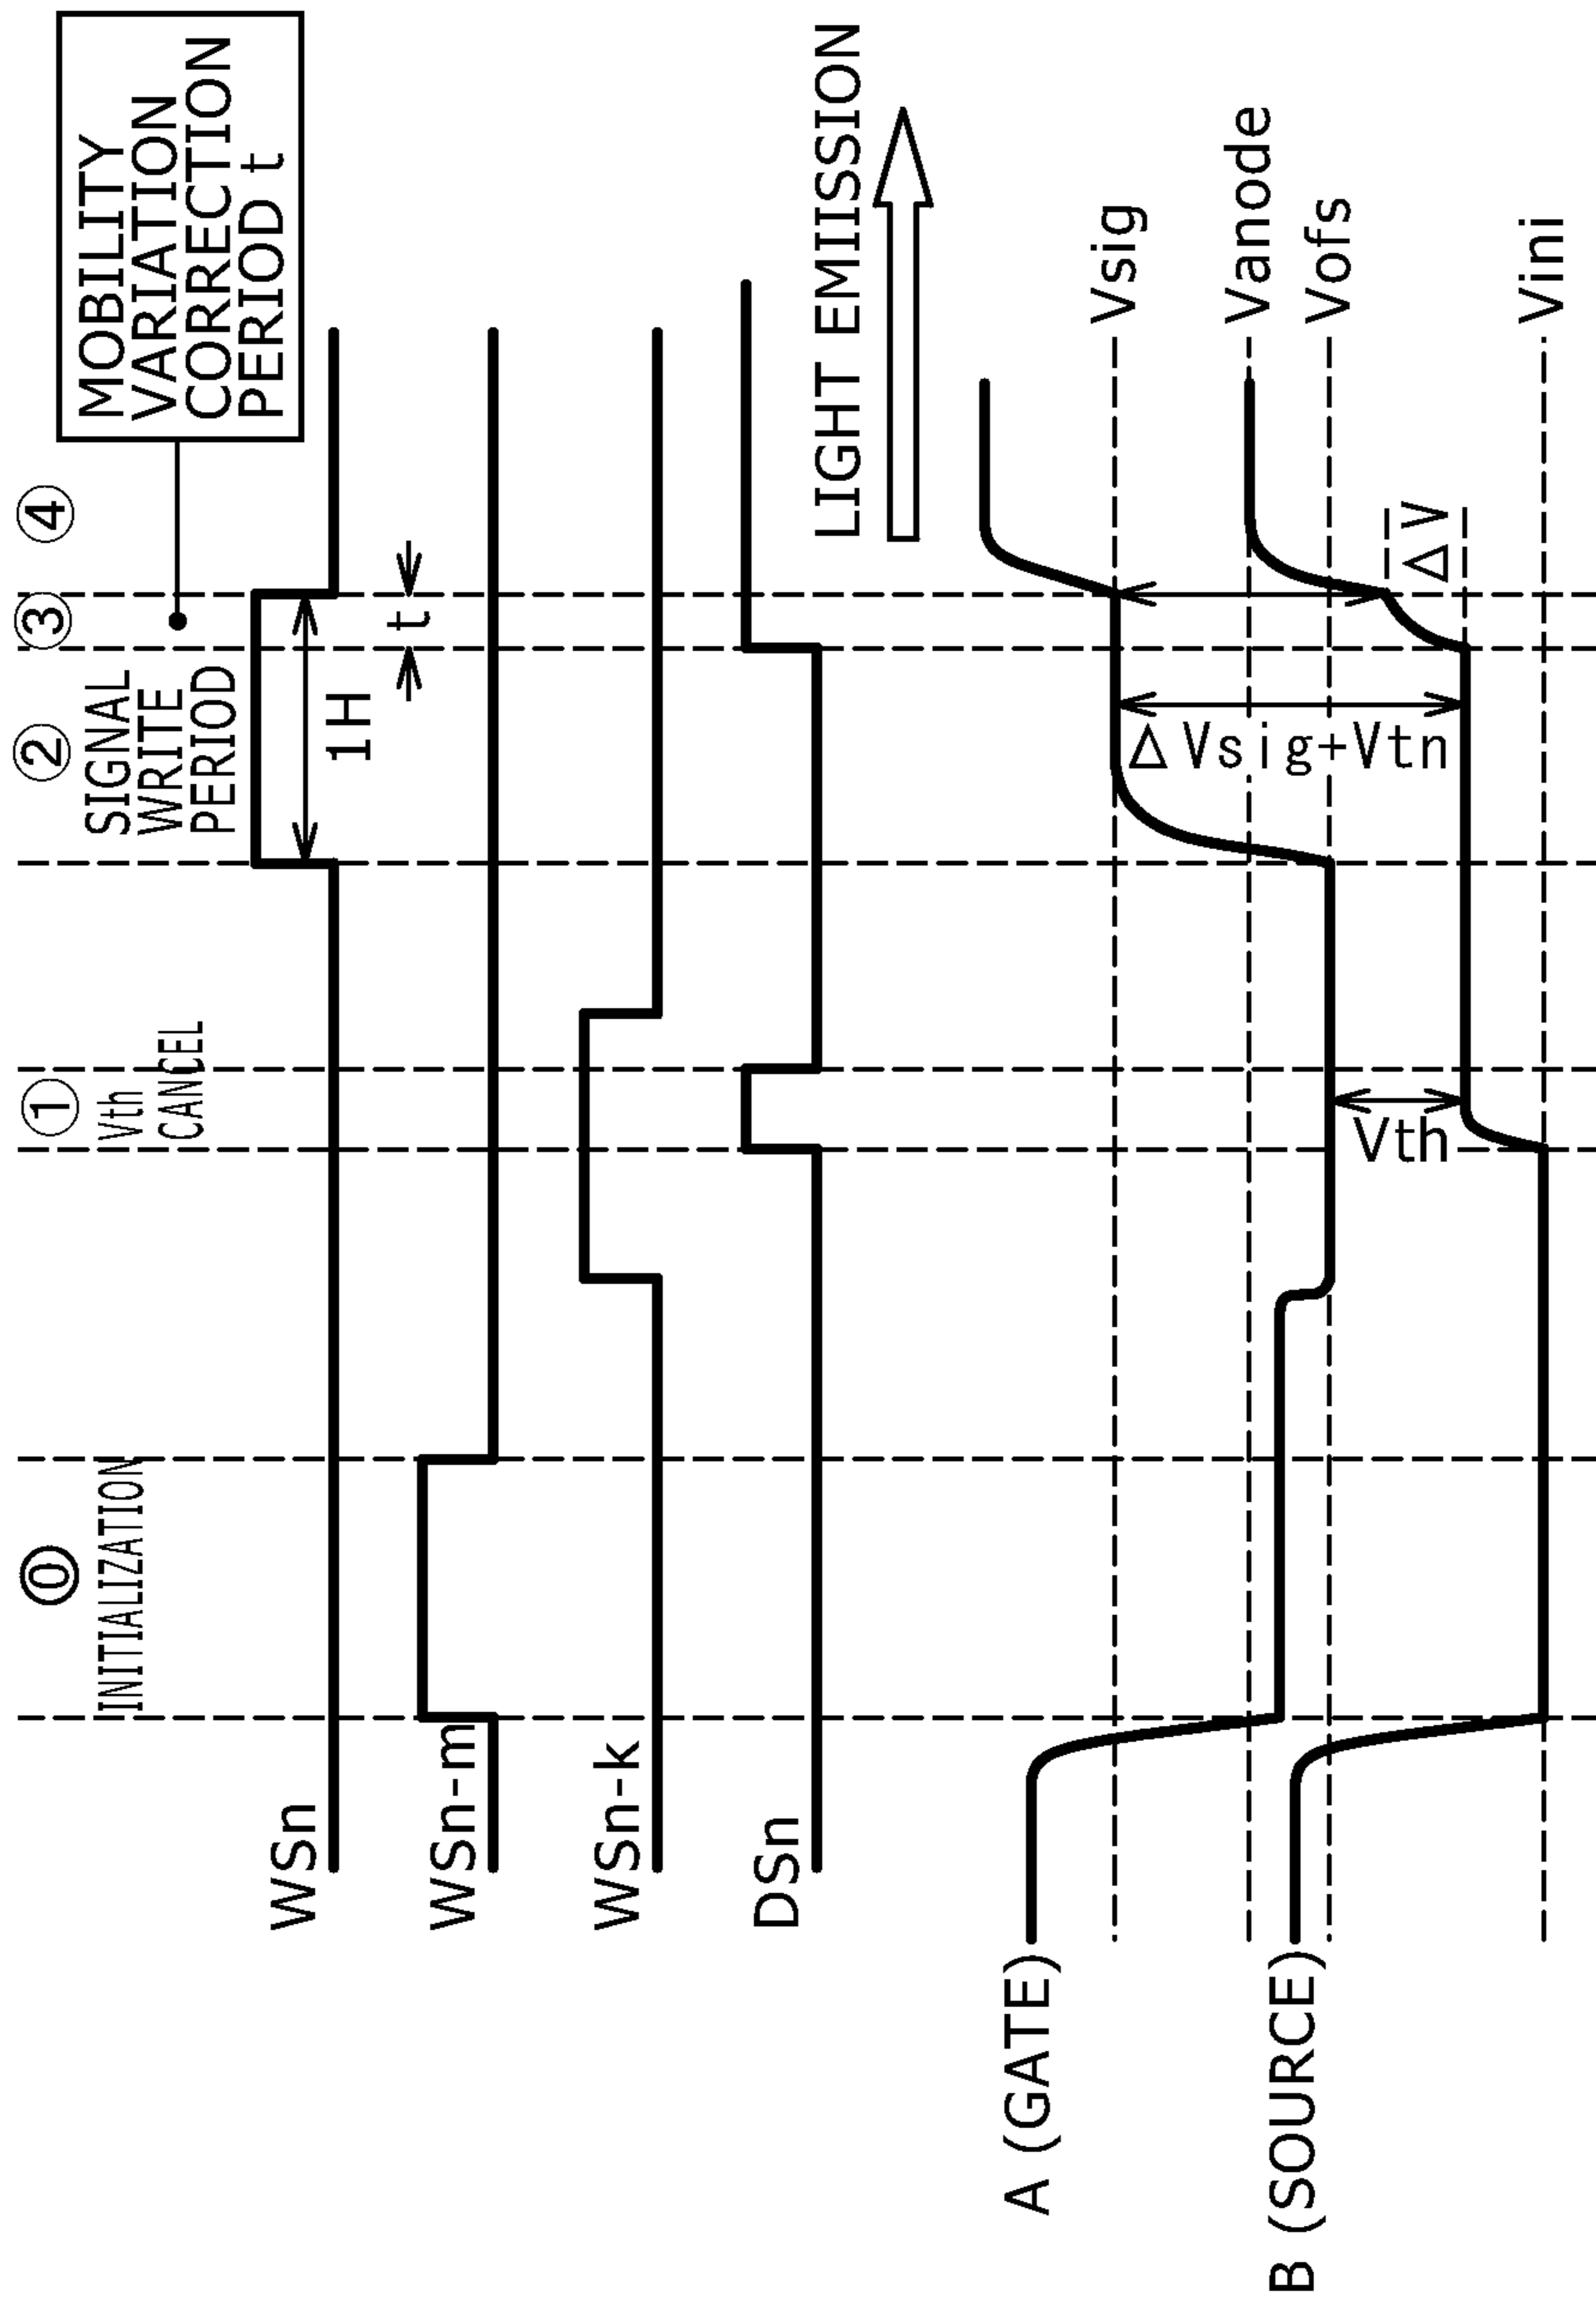 ⓪
INITIALIZATION
①
Vth
CANCEL
②
SIGNAL
WRITE
PERIOD
③
④
MOBILITY
VARIATION
CORRECTION
PERIOD t
WSn
1H
t
WSn-m
WSn-k
DSn
LIGHT EMISSION
A (GATE)
Vsig
B (SOURCE)
Vanode
Vofs
Δ Vsig+Vtn
Vth
ΔV
Vini